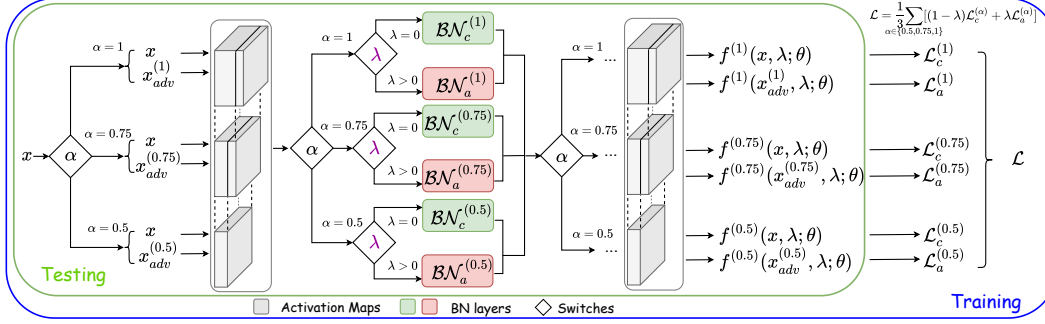 L = 1/3 ∑ [(1 − λ)L_c^(α) + λL_a^(α)]
α∈{0.5,0.75,1}
x
α
α = 1
x
x_adv^(1)
α = 0.75
x
x_adv^(0.75)
α = 0.5
x
x_adv^(0.5)
α
α = 1
λ
λ = 0
BN_c^(1)
λ > 0
BN_a^(1)
α = 0.75
λ
λ = 0
BN_c^(0.75)
λ > 0
BN_a^(0.75)
α = 0.5
λ
λ = 0
BN_c^(0.5)
λ > 0
BN_a^(0.5)
α
α = 1
...
f^(1)(x, λ; θ)
L_c^(1)
f^(1)(x_adv^(1), λ; θ)
L_a^(1)
α = 0.75
...
f^(0.75)(x, λ; θ)
L_c^(0.75)
f^(0.75)(x_adv^(0.75), λ; θ)
L_a^(0.75)
α = 0.5
...
f^(0.5)(x, λ; θ)
L_c^(0.5)
f^(0.5)(x_adv^(0.5), λ; θ)
L_a^(0.5)
L
Testing
Activation Maps
BN layers
Switches
Training